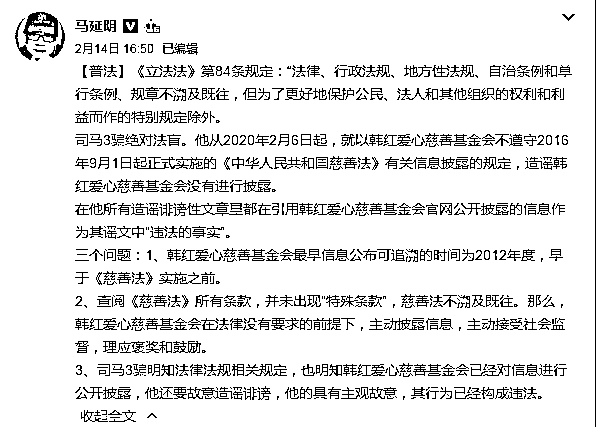 马延明
2月14日 16:50 已编辑
【普法】《立法法》第84条规定：“法律、行政法规、地方性法规、自治条例和单
行条例、规章不溯及既往，但为了更好地保护公民、法人和其他组织的权利和利
益而作的特别规定除外。
司马3骗绝对法盲。他从2020年2月6日起，就以韩红爱心慈善基金会不遵守2016
年9月1日起正式实施的《中华人民共和国慈善法》有关信息披露的规定，造谣韩
红爱心慈善基金会没有进行披露。
在他所有造谣诽谤性文章里都在引用韩红爱心慈善基金会官网公开披露的信息作
为其谣文中“违法的事实”。
三个问题：1、韩红爱心慈善基金会最早信息公布可追溯的时间为2012年度，早
于《慈善法》实施之前。
2、查阅《慈善法》所有条款，并未出现“特殊条款”，慈善法不溯及既往。那么，
韩红爱心慈善基金会在法律没有要求的前提下，主动披露信息，主动接受社会监
督，理应褒奖和鼓励。
3、司马3骗明知法律法规相关规定，也明知韩红爱心慈善基金会已经对信息进行
公开披露，他还要故意造谣诽谤，他的具有主观故意，其行为已经构成违法。
收起全文